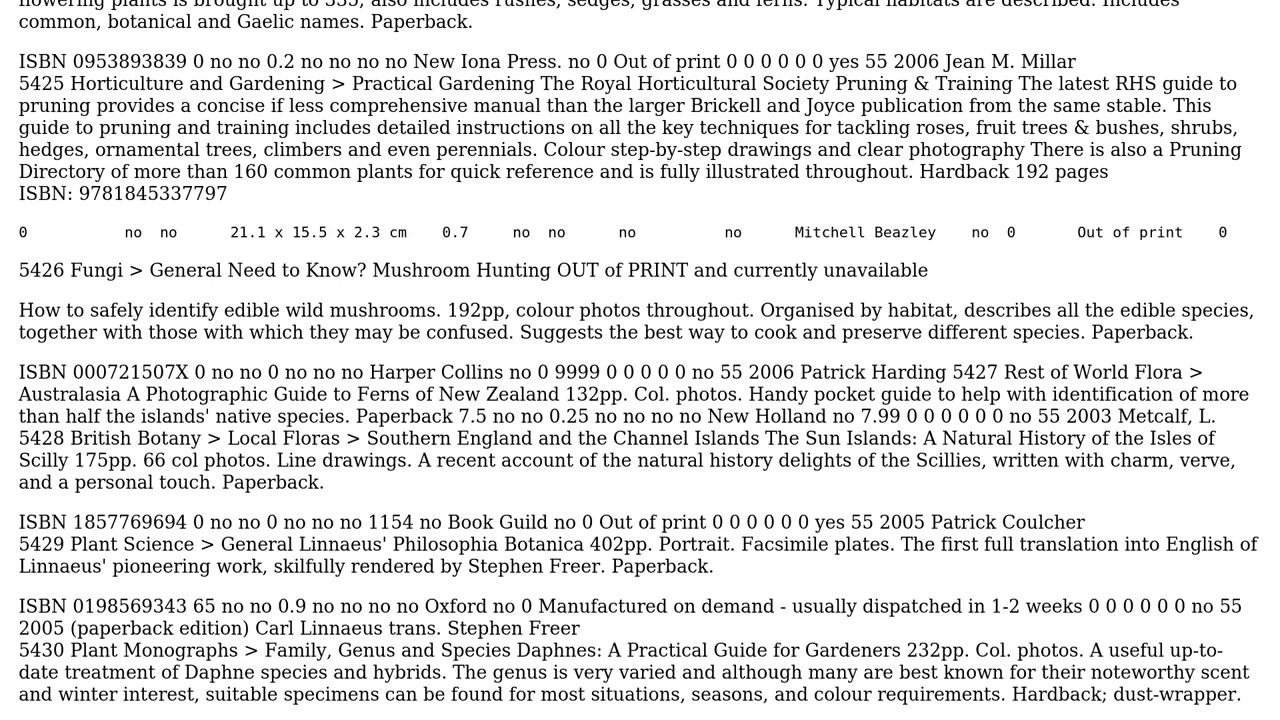 flowering plants is brought up to 535, also includes rushes, sedges, grasses and ferns. Typical habitats are described. Includes
common, botanical and Gaelic names. Paperback.
ISBN 0953893839 0 no no 0.2 no no no no New Iona Press. no 0 Out of print 0 0 0 0 0 0 yes 55 2006 Jean M. Millar
5425 Horticulture and Gardening > Practical Gardening The Royal Horticultural Society Pruning & Training The latest RHS guide to
pruning provides a concise if less comprehensive manual than the larger Brickell and Joyce publication from the same stable. This
guide to pruning and training includes detailed instructions on all the key techniques for tackling roses, fruit trees & bushes, shrubs,
hedges, ornamental trees, climbers and even perennials. Colour step-by-step drawings and clear photography There is also a Pruning
Directory of more than 160 common plants for quick reference and is fully illustrated throughout. Hardback 192 pages
ISBN: 9781845337797
0 no no 21.1 x 15.5 x 2.3 cm 0.7 no no no no Mitchell Beazley no 0 Out of print 0
5426 Fungi > General Need to Know? Mushroom Hunting OUT of PRINT and currently unavailable
How to safely identify edible wild mushrooms. 192pp, colour photos throughout. Organised by habitat, describes all the edible species,
together with those with which they may be confused. Suggests the best way to cook and preserve different species. Paperback.
ISBN 000721507X 0 no no 0 no no no no Harper Collins no 0 9999 0 0 0 0 0 no 55 2006 Patrick Harding 5427 Rest of World Flora >
Australasia A Photographic Guide to Ferns of New Zealand 132pp. Col. photos. Handy pocket guide to help with identification of more
than half the islands' native species. Paperback 7.5 no no 0.25 no no no no New Holland no 7.99 0 0 0 0 0 0 no 55 2003 Metcalf, L.
5428 British Botany > Local Floras > Southern England and the Channel Islands The Sun Islands: A Natural History of the Isles of
Scilly 175pp. 66 col photos. Line drawings. A recent account of the natural history delights of the Scillies, written with charm, verve,
and a personal touch. Paperback.
ISBN 1857769694 0 no no 0 no no no 1154 no Book Guild no 0 Out of print 0 0 0 0 0 0 yes 55 2005 Patrick Coulcher
5429 Plant Science > General Linnaeus' Philosophia Botanica 402pp. Portrait. Facsimile plates. The first full translation into English of
Linnaeus' pioneering work, skilfully rendered by Stephen Freer. Paperback.
ISBN 0198569343 65 no no 0.9 no no no no Oxford no 0 Manufactured on demand - usually dispatched in 1-2 weeks 0 0 0 0 0 0 no 55
2005 (paperback edition) Carl Linnaeus trans. Stephen Freer
5430 Plant Monographs > Family, Genus and Species Daphnes: A Practical Guide for Gardeners 232pp. Col. photos. A useful up-to-
date treatment of Daphne species and hybrids. The genus is very varied and although many are best known for their noteworthy scent
and winter interest, suitable specimens can be found for most situations, seasons, and colour requirements. Hardback; dust-wrapper.